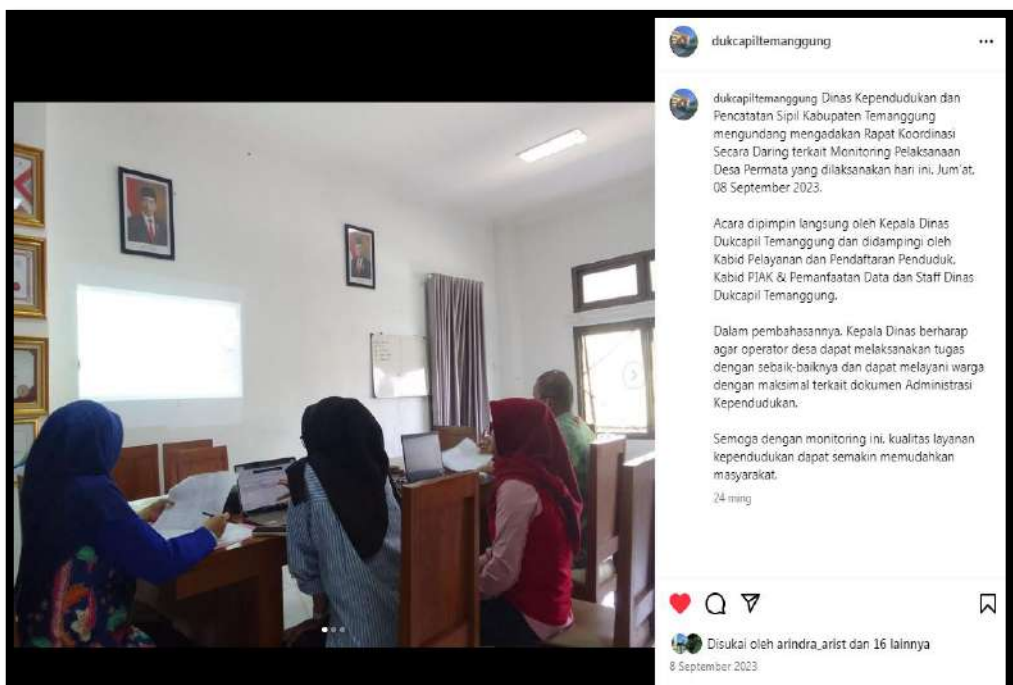 dukcapiltemanggung
dukcapiltemanggung Dinas Kependudukan dan
Pencatatan Sipil Kabupaten Temanggung
mengundang mengadakan Rapat Koordinasi
Secara Daring terkait Monitoring Pelaksanaan
Desa Permata yang dilaksanakan hari ini, Jum'at,
08 September 2023.
Acara dipimpin langsung oleh Kepala Dinas
Dukcapil Temanggung dan didampingi oleh
Kabid Pelayanan dan Pendaftaran Penduduk,
Kabid PIAK & Pemanfaatan Data dan Staff Dinas
Dukcapil Temanggung.
Dalam pembahasannya, Kepala Dinas berharap
agar operator desa dapat melaksanakan tugas
dengan sebaik-baiknya dan dapat melayani warga
dengan maksimal terkait dokumen Administrasi
Kependudukan.
Semoga dengan monitoring ini, kualitas layanan
kependudukan dapat semakin memudahkan
masyarakat.
24 ming
Disukai oleh arindra_arist dan 16 lainnya
8 September 2023